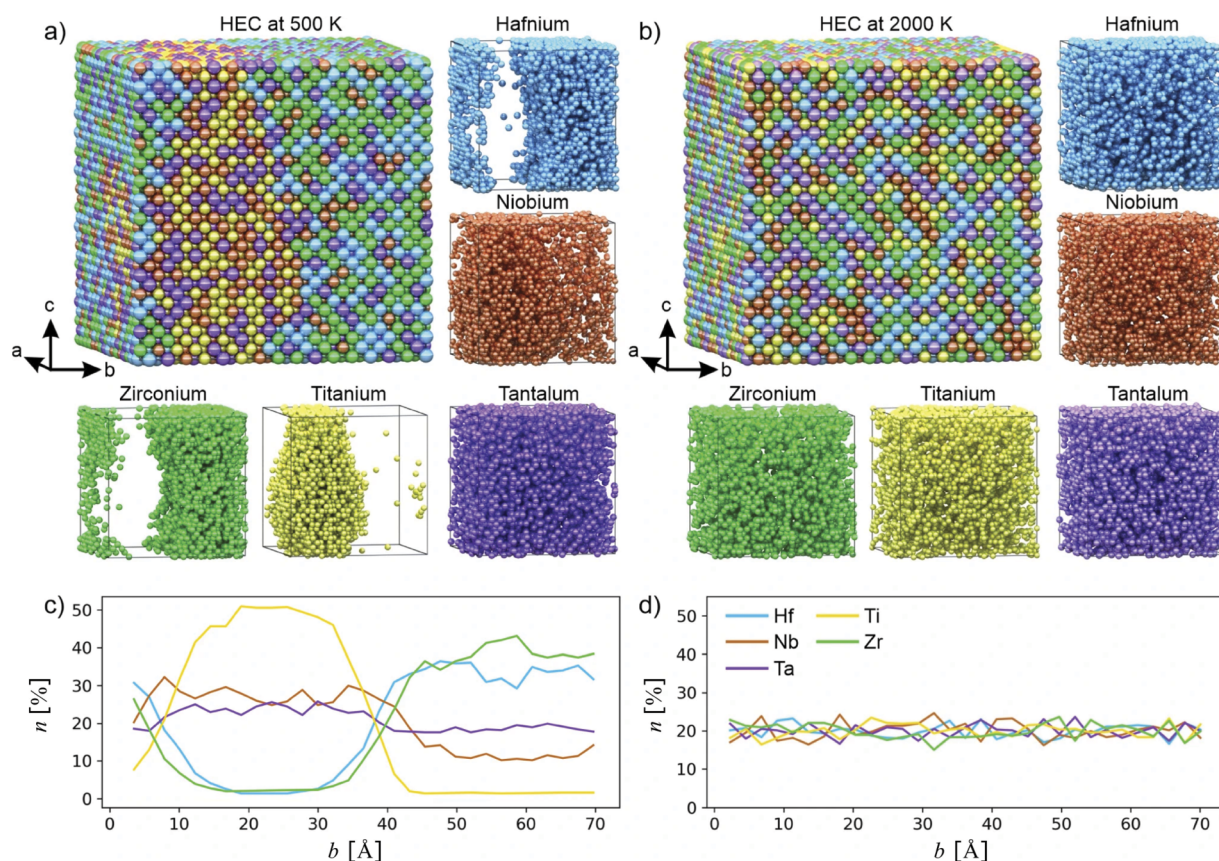 a)
HEC at 500 K
Hafnium
Niobium
c
a
b
Zirconium
Titanium
Tantalum
b)
HEC at 2000 K
Hafnium
Niobium
c
a
b
Zirconium
Titanium
Tantalum
c)
n [%]
50
40
30
20
10
0
0 10 20 30 40 50 60 70
b [Å]
d)
n [%]
50
40
30
20
10
0
Hf Ti
Nb Zr
Ta
0 10 20 30 40 50 60 70
b [Å]